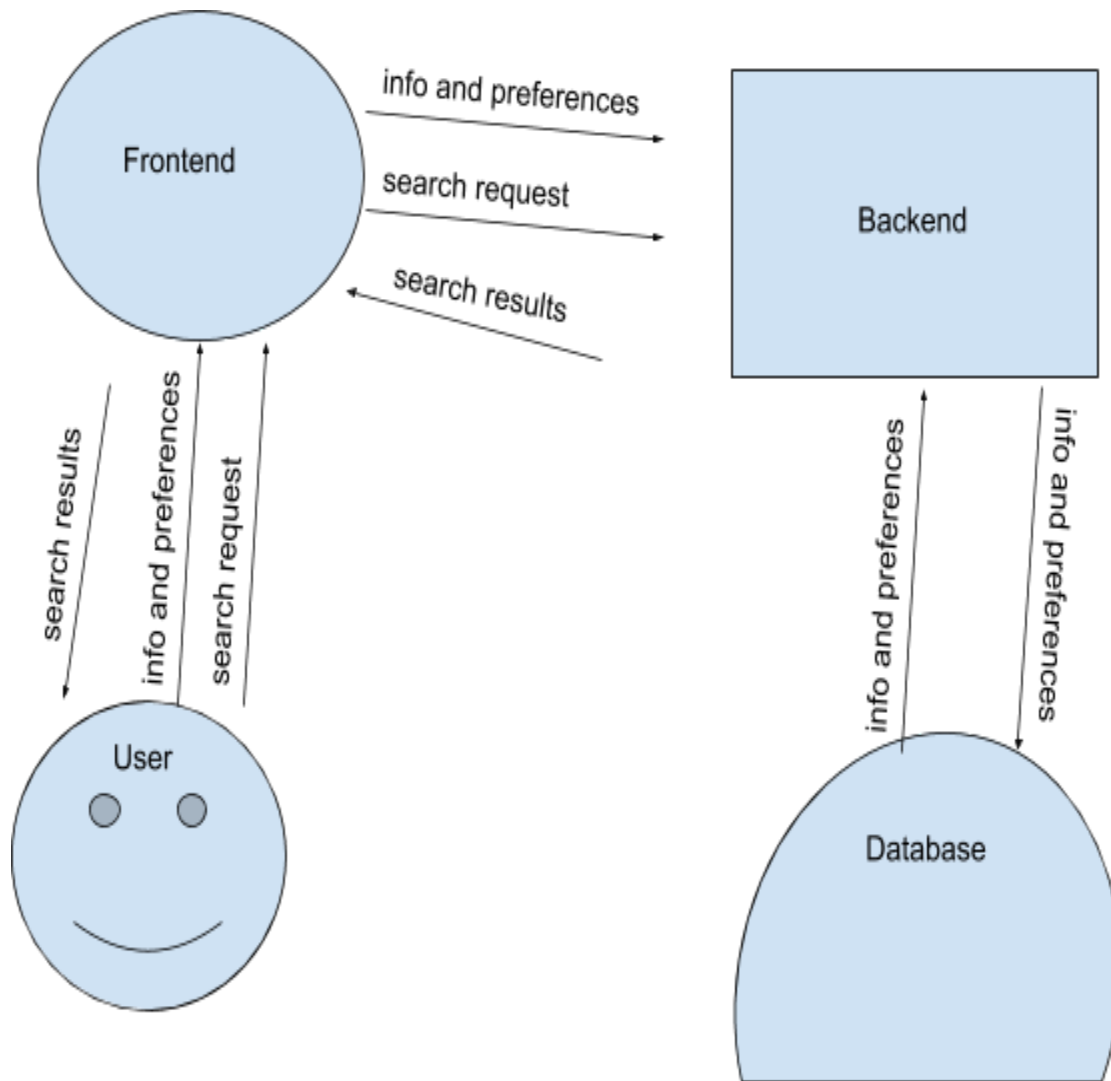 Frontend
info and preferences
search request
search results
Backend
search results
info and preferences
search request
info and preferences
info and preferences
User
Database